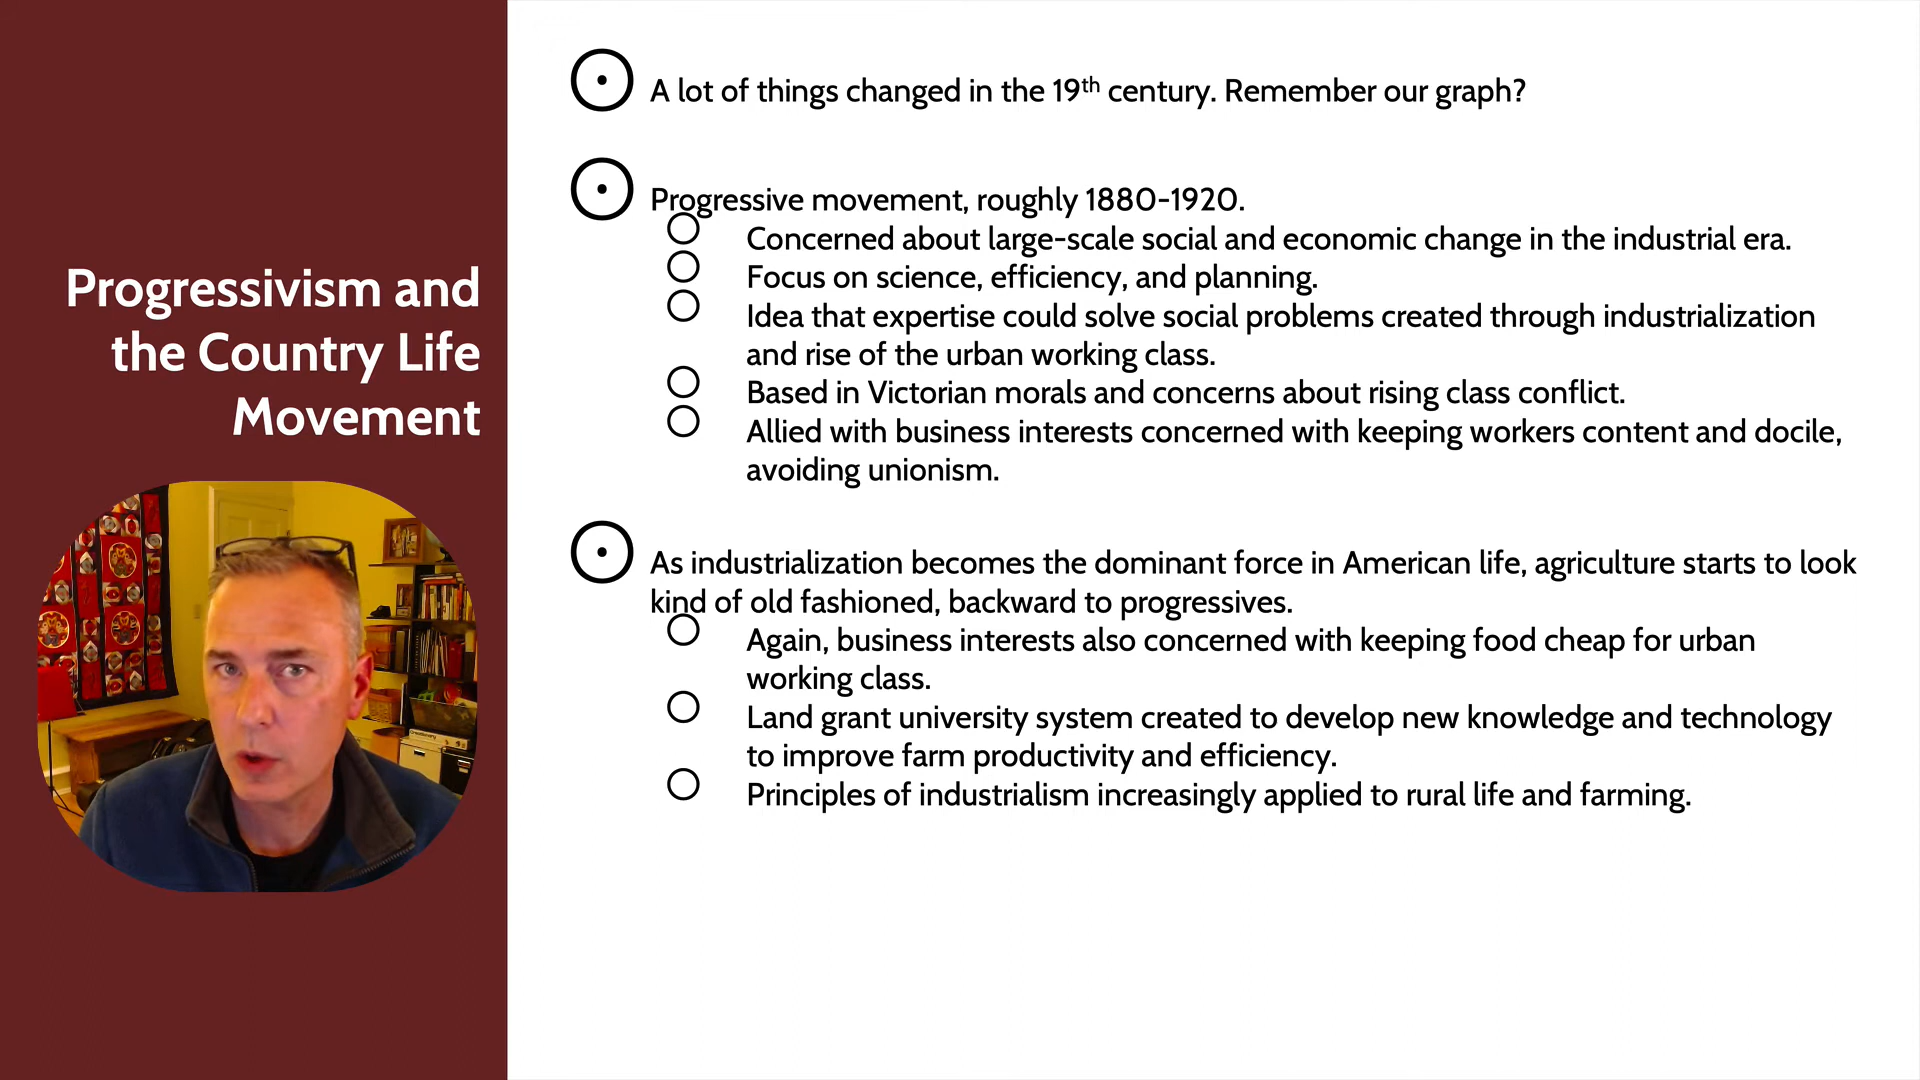 Progressivism and
the Country Life
Movement
A lot of things changed in the 19th century. Remember our graph?
Progressive movement, roughly 1880-1920.
Concerned about large-scale social and economic change in the industrial era.
Focus on science, efficiency, and planning.
Idea that expertise could solve social problems created through industrialization
and rise of the urban working class.
Based in Victorian morals and concerns about rising class conflict.
Allied with business interests concerned with keeping workers content and docile,
avoiding unionism.
As industrialization becomes the dominant force in American life, agriculture starts to look
kind of old fashioned, backward to progressives.
Again, business interests also concerned with keeping food cheap for urban
working class.
Land grant university system created to develop new knowledge and technology
to improve farm productivity and efficiency.
Principles of industrialism increasingly applied to rural life and farming.